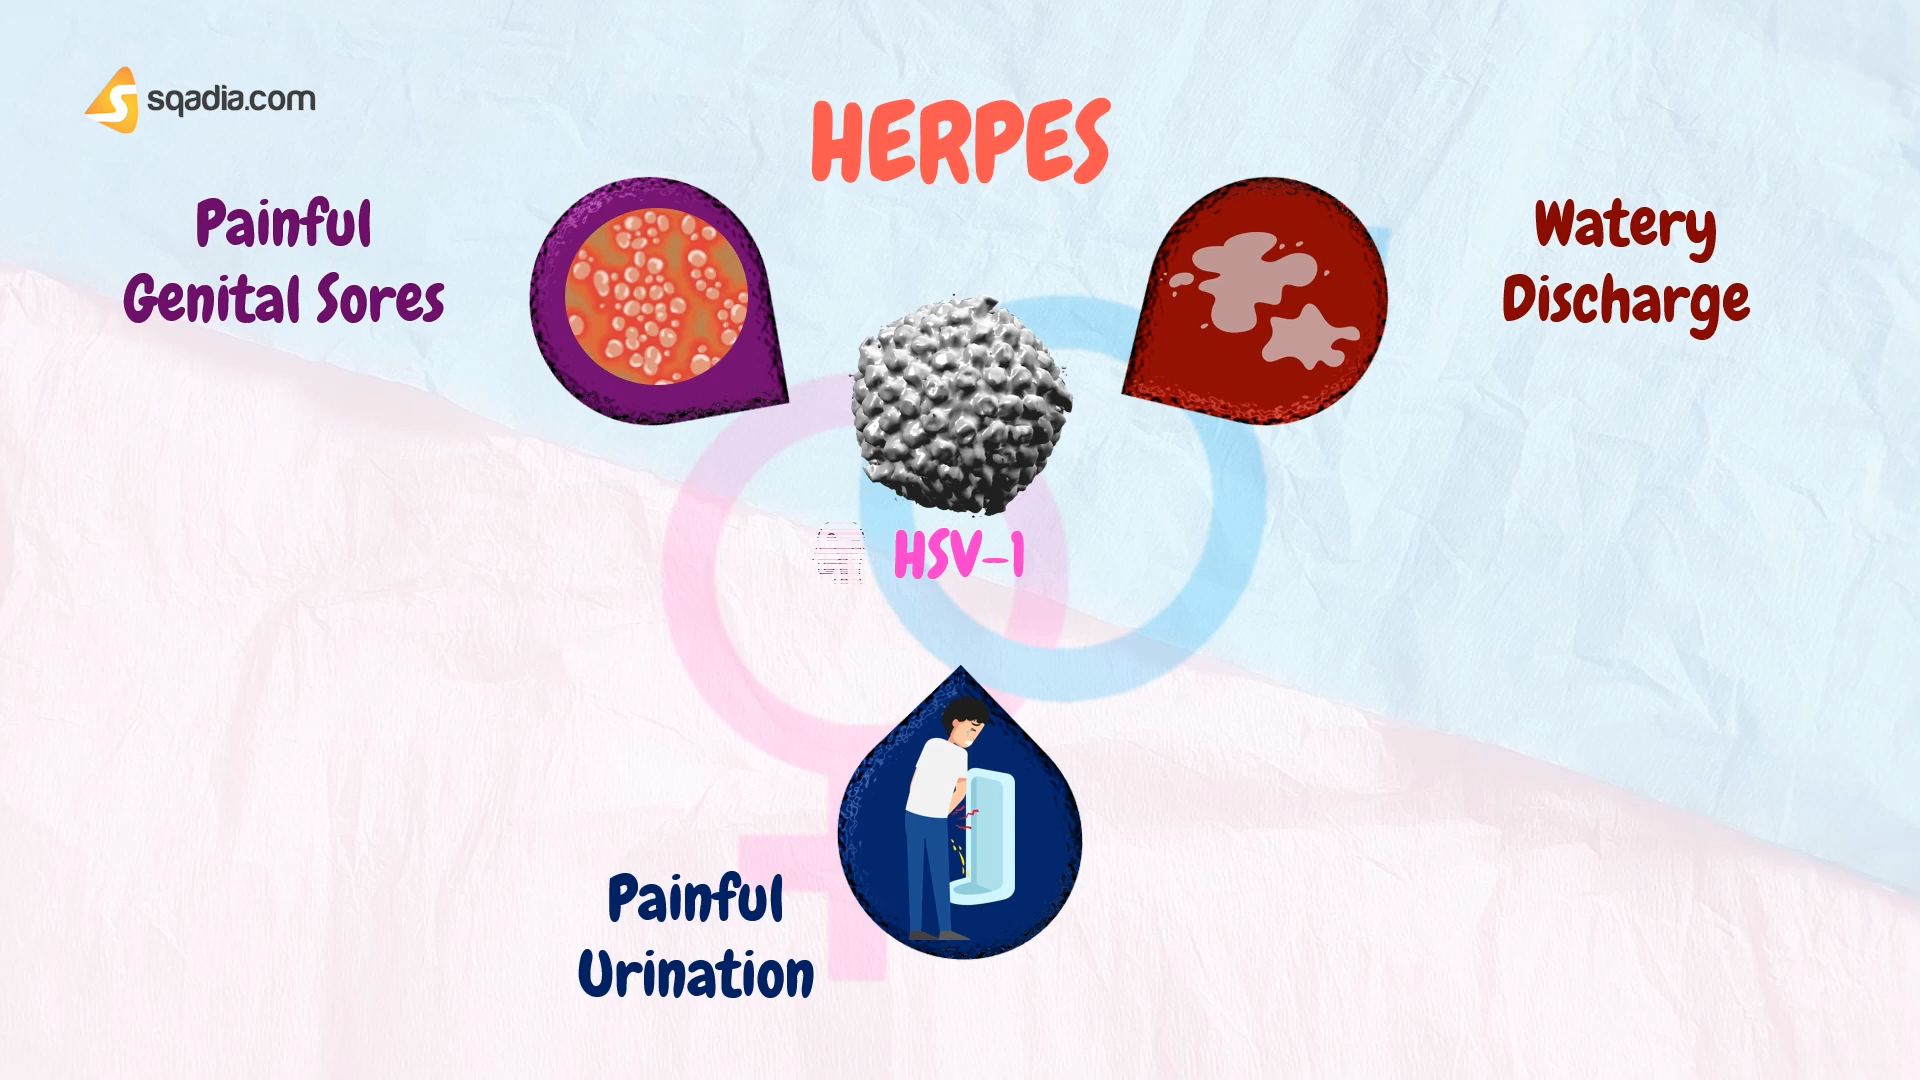 sqadia.com
HERPES
Painful
Genital Sores
Watery
Discharge
HSV-1
Painful
Urination